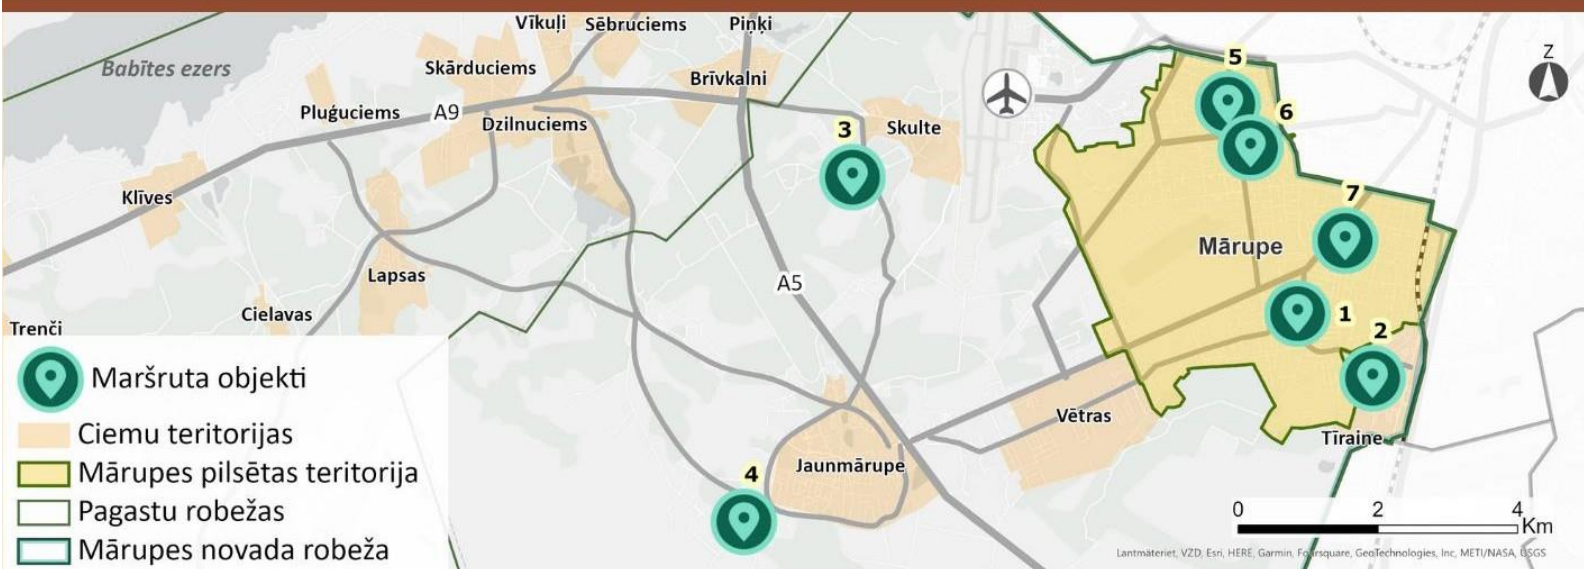 Vīkuļi
Sēbruciems
Piņķi
5
Z
Babītes ezers
Skārduciems
Brīvkalni
Pluģuciems
A9
Dzilnuciems
3
Skulte
6
Klīves
7
Mārupe
Lapsas
A5
Cielavas
1
Trenči
2
Vētras
Tīraine
4
Jaunmārupe
Maršruta objekti
Ciemu teritorijas
Mārupes pilsētas teritorija
Pagastu robežas
Mārupes novada robeža
0 2 4
Km
Lantmäteriet, VZD, Esri, HERE, Garmin, Foursquare, GeoTechnologies, Inc, METI/NASA, USGS